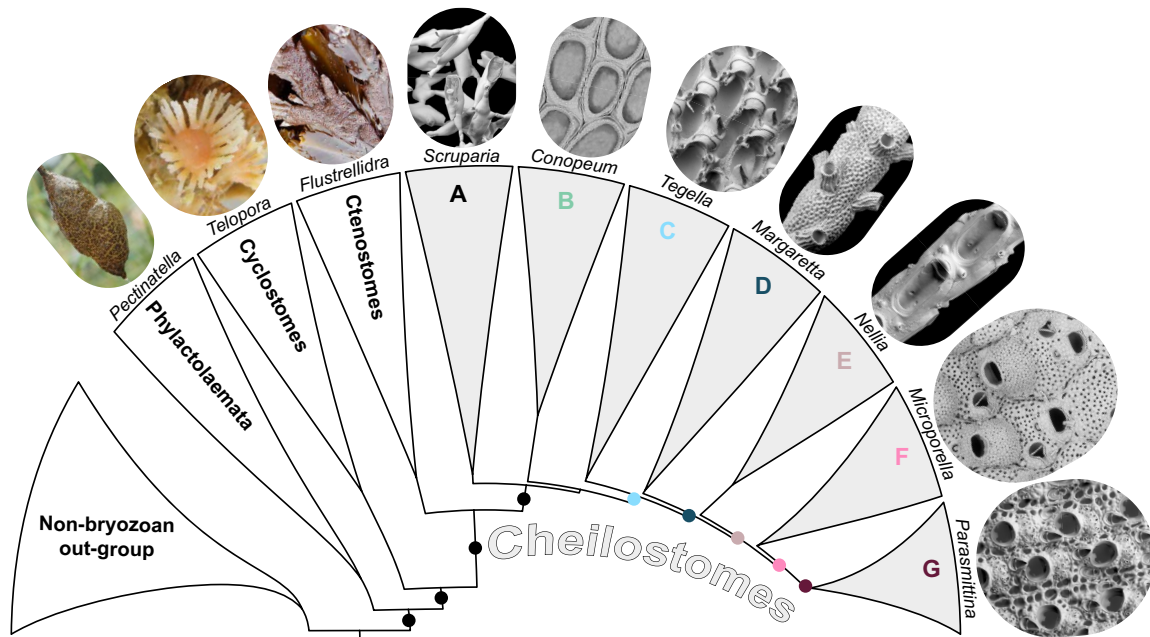 Scruparia
Conopeum
Flustrellidra
Tegella
Telopora
Margaretta
Pectinatella
Nellia
Microporella
Parasmittina
A
B
C
D
E
F
G
Ctenostomes
Cyclostomes
Phylactolaemata
Non-bryozoan
out-group
Cheilostomes